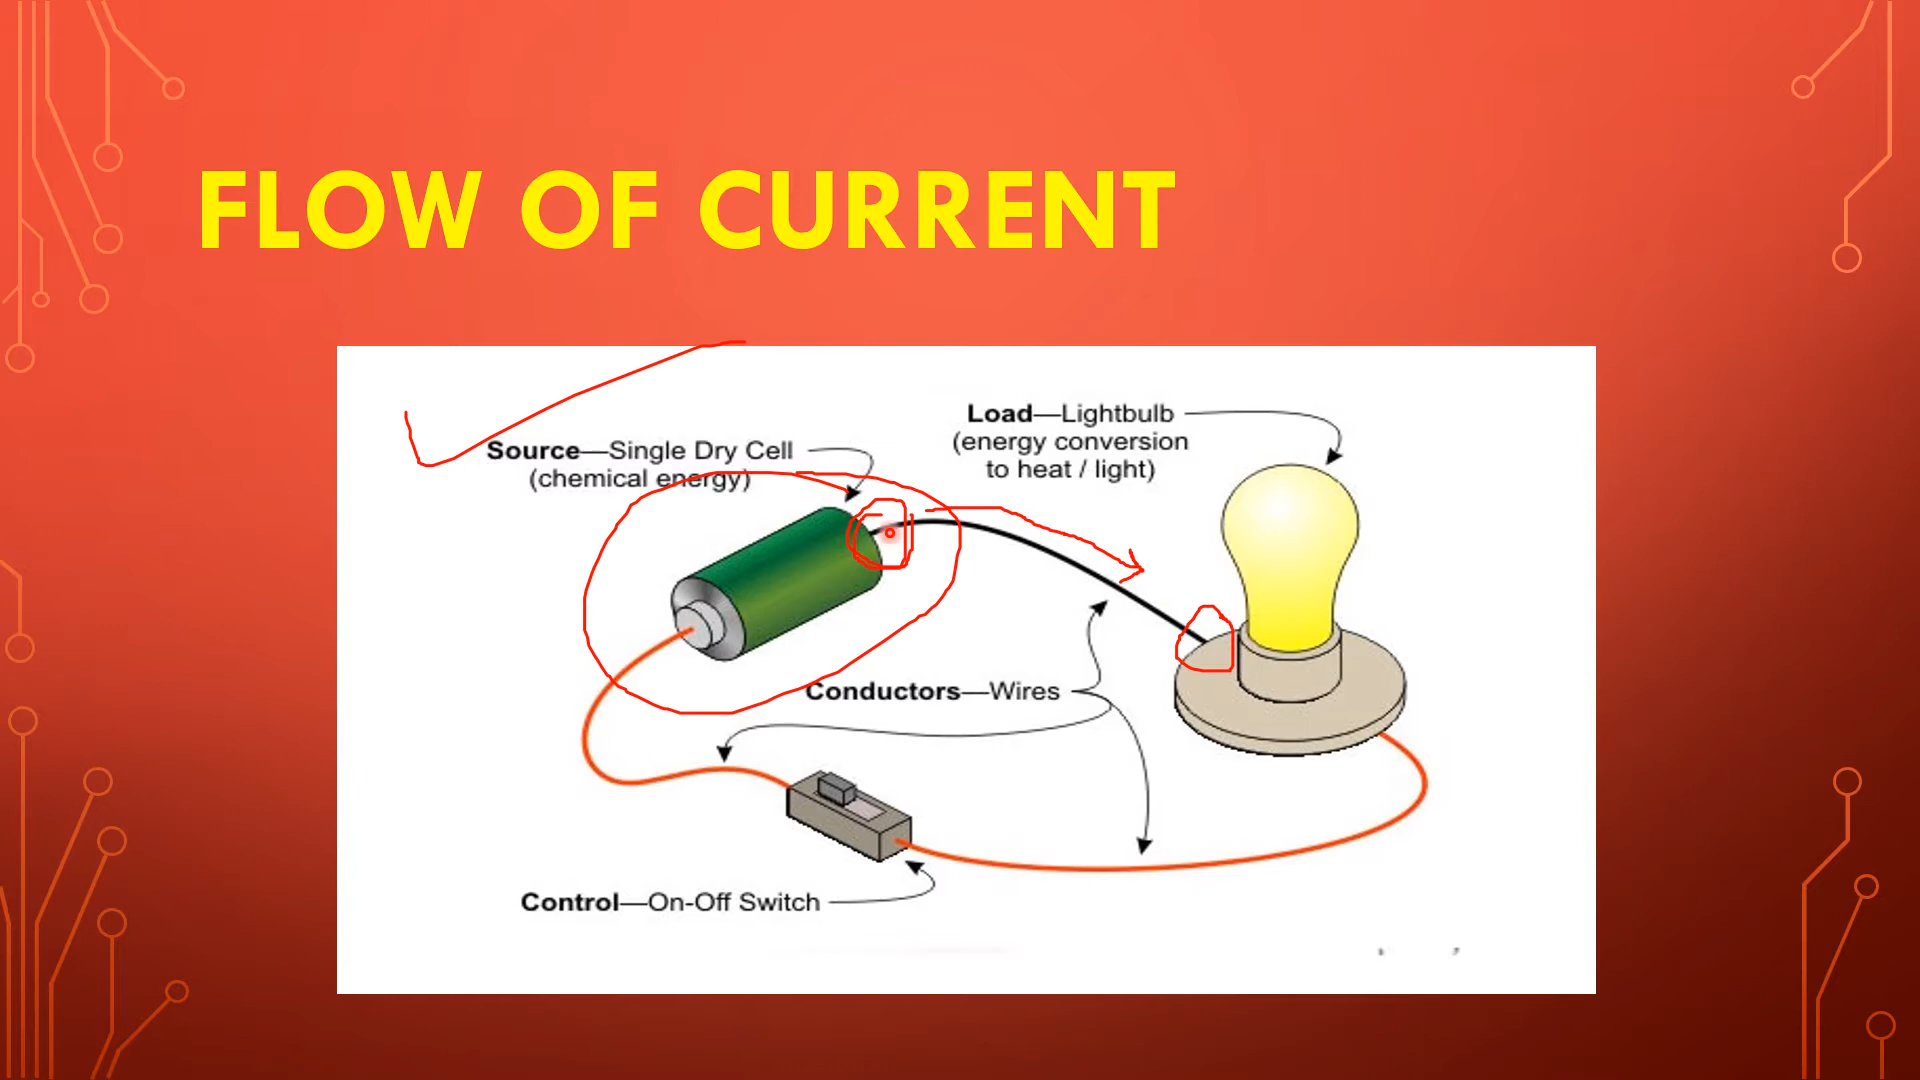 FLOW OF CURRENT
Source—Single Dry Cell
(chemical energy)
Load—Lightbulb
(energy conversion
to heat / light)
Conductors—Wires
Control—On-Off Switch